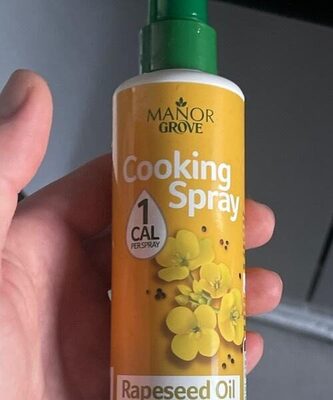 MANOR
GROVE
Cooking
Spray
1
CAL
PER SPRAY
Rapeseed Oil